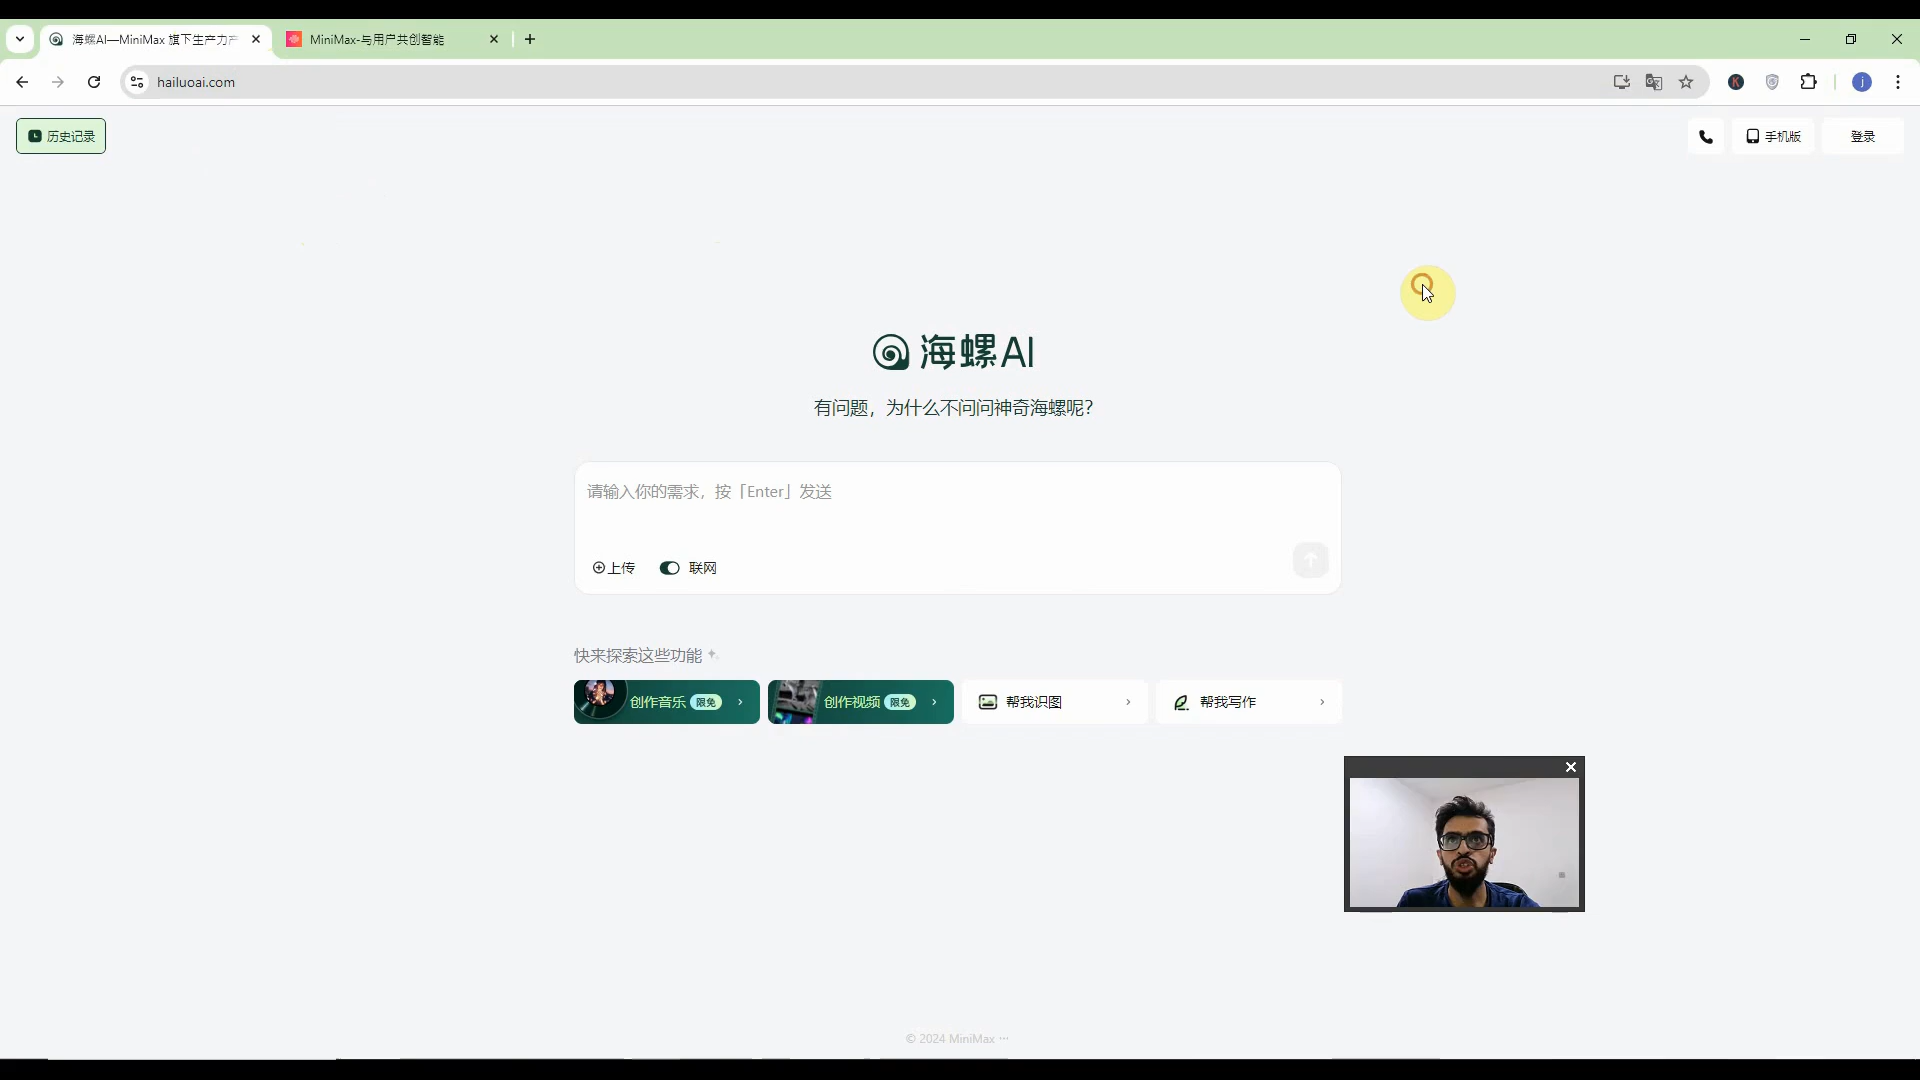 海螺AI—MiniMax 旗下生产力产
MiniMax-与用户共创智能
hailuoai.com
历史记录
手机版
登录
海螺AI
有问题，为什么不问问神奇海螺呢？
请输入你的需求，按「Enter」发送
上传
联网
快来探索这些功能
创作音乐 限免
创作视频 限免
帮我识图
帮我写作
© 2024 MiniMax ···